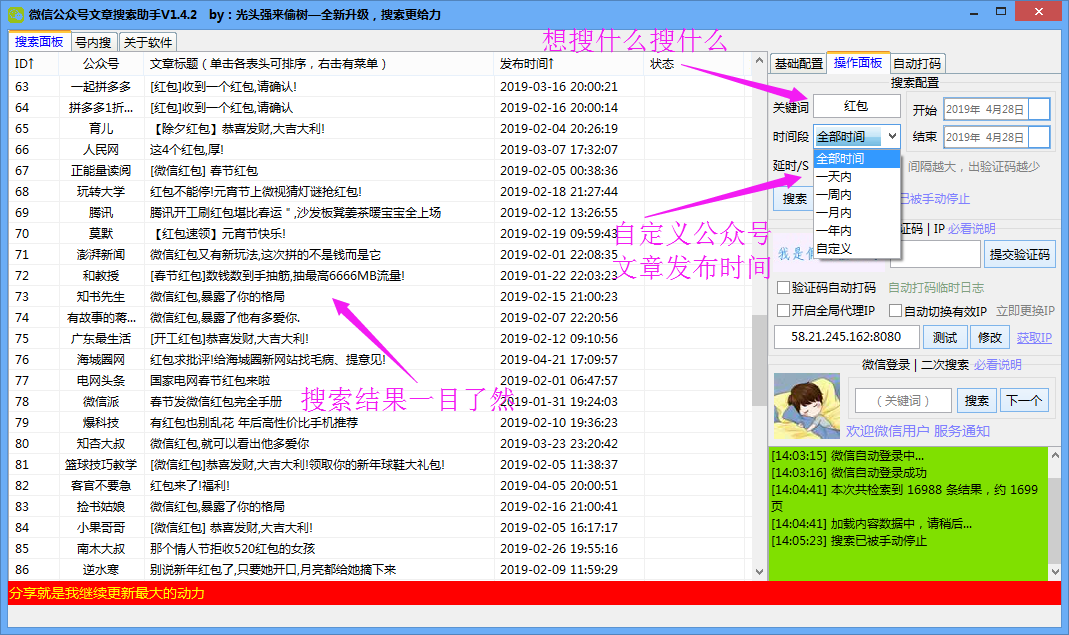 微信公众号文章搜索助手V1.4.2 by：光头强来偷树—全新升级，搜索更给力
搜索面板 号内搜 关于软件
想搜什么搜什么
ID↑ 公众号 文章标题（单击各表头可排序，右击有菜单） 发布时间↑ 状态
63 一起拼多多 [红包]收到一个红包,请确认! 2019-03-16 20:00:21
64 拼多多1折... [红包]收到一个红包,请确认 2019-02-16 20:00:14
65 育儿 【除夕红包】恭喜发财,大吉大利! 2019-02-04 20:26:19
66 人民网 这4个红包,厚! 2019-03-07 17:32:07
67 正能量读阅 [微信红包] 春节红包 2019-02-05 00:38:36
68 玩转大学 红包不能停!元宵节上微视猜灯谜抢红包! 2019-02-18 21:27:44
69 腾讯 腾讯开工刷红包堪比春运＂,沙发板凳姜茶暖宝宝全上场 2019-02-12 13:26:55
70 莫默 【红包速领】元宵节快乐! 2019-02-19 09:59:43
71 澎湃新闻 微信红包又有新玩法,这次拼的不是钱而是它 2019-02-01 22:08:35
72 和教授 [春节红包]数钱数到手抽筋,抽最高6666MB流量! 2019-01-22 22:03:23
73 知书先生 微信红包,暴露了你的格局 2019-02-15 21:00:23
74 有故事的蒋... 微信红包,暴露了他有多爱你. 2019-02-07 22:20:56
75 广东最生活 [开工红包]恭喜发财,大吉大利! 2019-02-12 09:10:56
76 海域圈网 红包求批评!给海域圈新网站找毛病、提意见! 2019-04-21 17:09:57
77 电网头条 国家电网春节红包来啦 2019-02-01 06:47:57
78 微信派 春节发微信红包完全手册 2019-01-31 19:24:03
79 爆科技 有红包也别乱花 年后高性价比手机推荐 2019-02-10 19:36:23
80 知杏大叔 微信红包,就可以看出他多爱你 2019-03-23 23:20:42
81 篮球技巧教学 [微信红包]恭喜发财,大吉大利!领取你的新年球鞋大礼包! 2019-02-05 11:38:37
82 客官不要急 红包来了!福利! 2019-04-05 20:00:51
83 捡书姑娘 微信红包,暴露了你的格局 2019-02-16 21:00:41
84 小果哥哥 [微信红包] 恭喜发财,大吉大利! 2019-02-05 16:17:17
85 南木大叔 那个情人节拒收520红包的女孩 2019-02-26 19:55:16
86 逆水寒 别说新年红包了,只要她开口,月亮都给她摘下来 2019-02-09 11:59:29
自定义公众号
文章发布时间
搜索结果一目了然
基础配置 操作面板 自动打码
搜索配置
关键词 红包 开始 2019年 4月28日
时间段 全部时间 结束 2019年 4月28日
全部时间
一天内
一周内
一月内
一年内
自定义
延时/S 间隔越大，出验证码越少
搜索 已被手动停止
证码 | IP 必看说明
我是 提交验证码
验证码自动打码 自动打码临时日志
开启全局代理IP 自动切换有效IP 立即更换IP
58.21.245.162:8080 测试 修改 获取IP
微信登录 | 二次搜索 必看说明
（关键词） 搜索 下一个
欢迎微信用户 服务通知
[14:03:15] 微信自动登录中...
[14:03:16] 微信自动登录成功
[14:04:41] 本次共检索到 16988 条结果，约 1699
页
[14:04:41] 加载内容数据中，请稍后...
[14:05:23] 搜索已被手动停止
分享就是我继续更新最大的动力